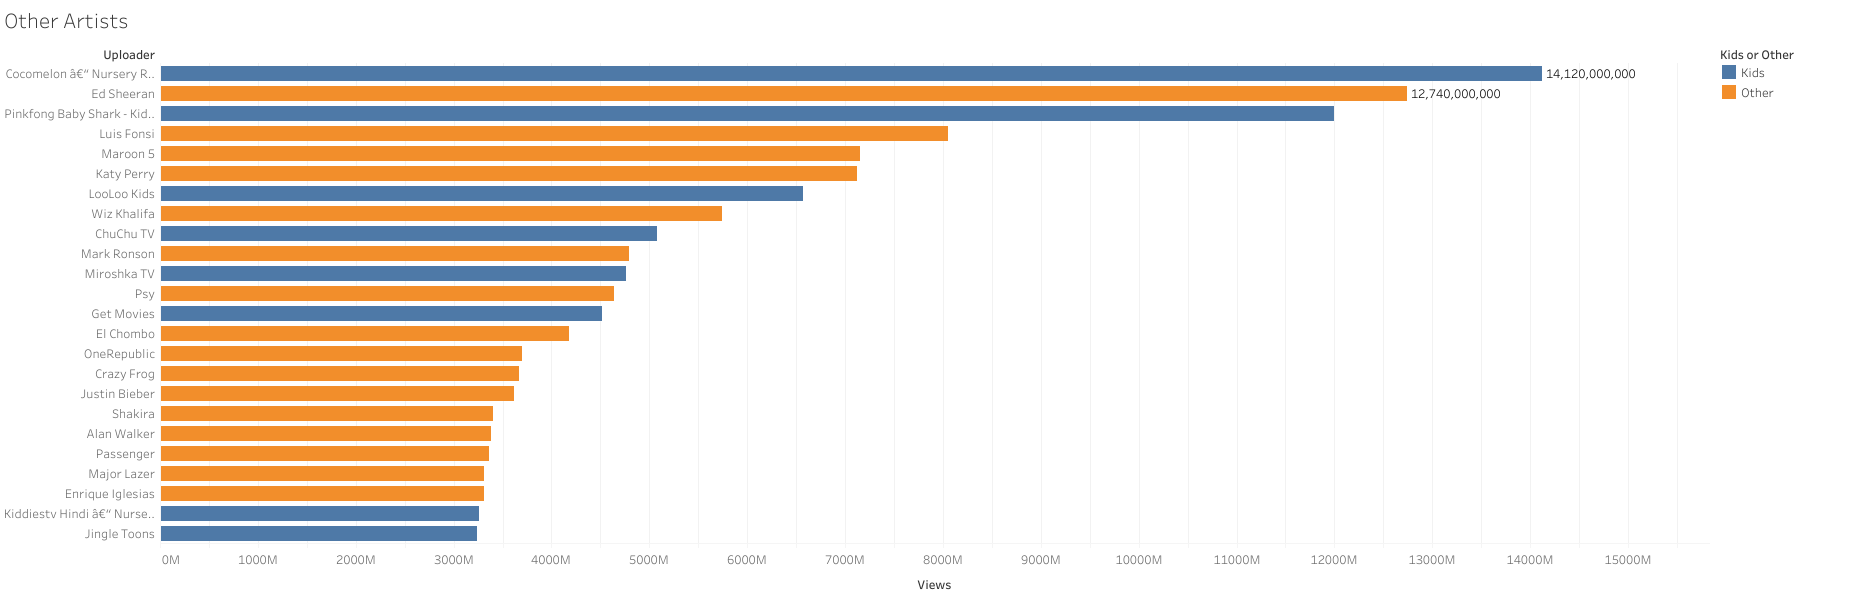 Other Artists
Uploader
Cocomelon â€“ Nursery R..
14,120,000,000
Ed Sheeran
12,740,000,000
Pinkfong Baby Shark - Kid..
Luis Fonsi
Maroon 5
Katy Perry
LooLoo Kids
Wiz Khalifa
ChuChu TV
Mark Ronson
Miroshka TV
Psy
Get Movies
El Chombo
OneRepublic
Crazy Frog
Justin Bieber
Shakira
Alan Walker
Passenger
Major Lazer
Enrique Iglesias
Kiddiestv Hindi â€“ Nurse..
Jingle Toons
0M 1000M 2000M 3000M 4000M 5000M 6000M 7000M 8000M 9000M 10000M 11000M 12000M 13000M 14000M 15000M
Views
Kids or Other
Kids
Other